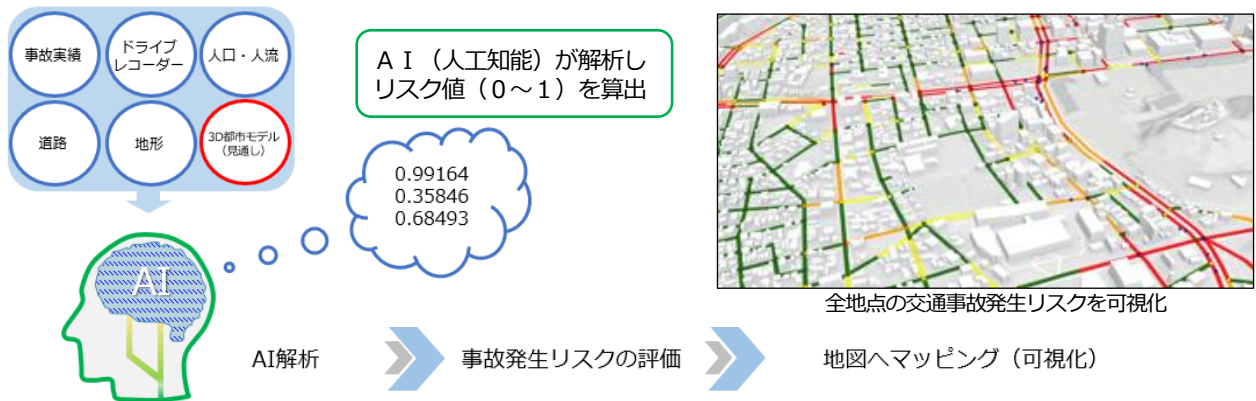 事故実績
ドライブ
レコーダー
人口・人流
道路
地形
3D都市モデル
(見通し)
ＡＩ（人工知能）が解析し
リスク値（０～１）を算出
0.99164
0.35846
0.68493
AI
全地点の交通事故発生リスクを可視化
AI解析
事故発生リスクの評価
地図へマッピング（可視化）